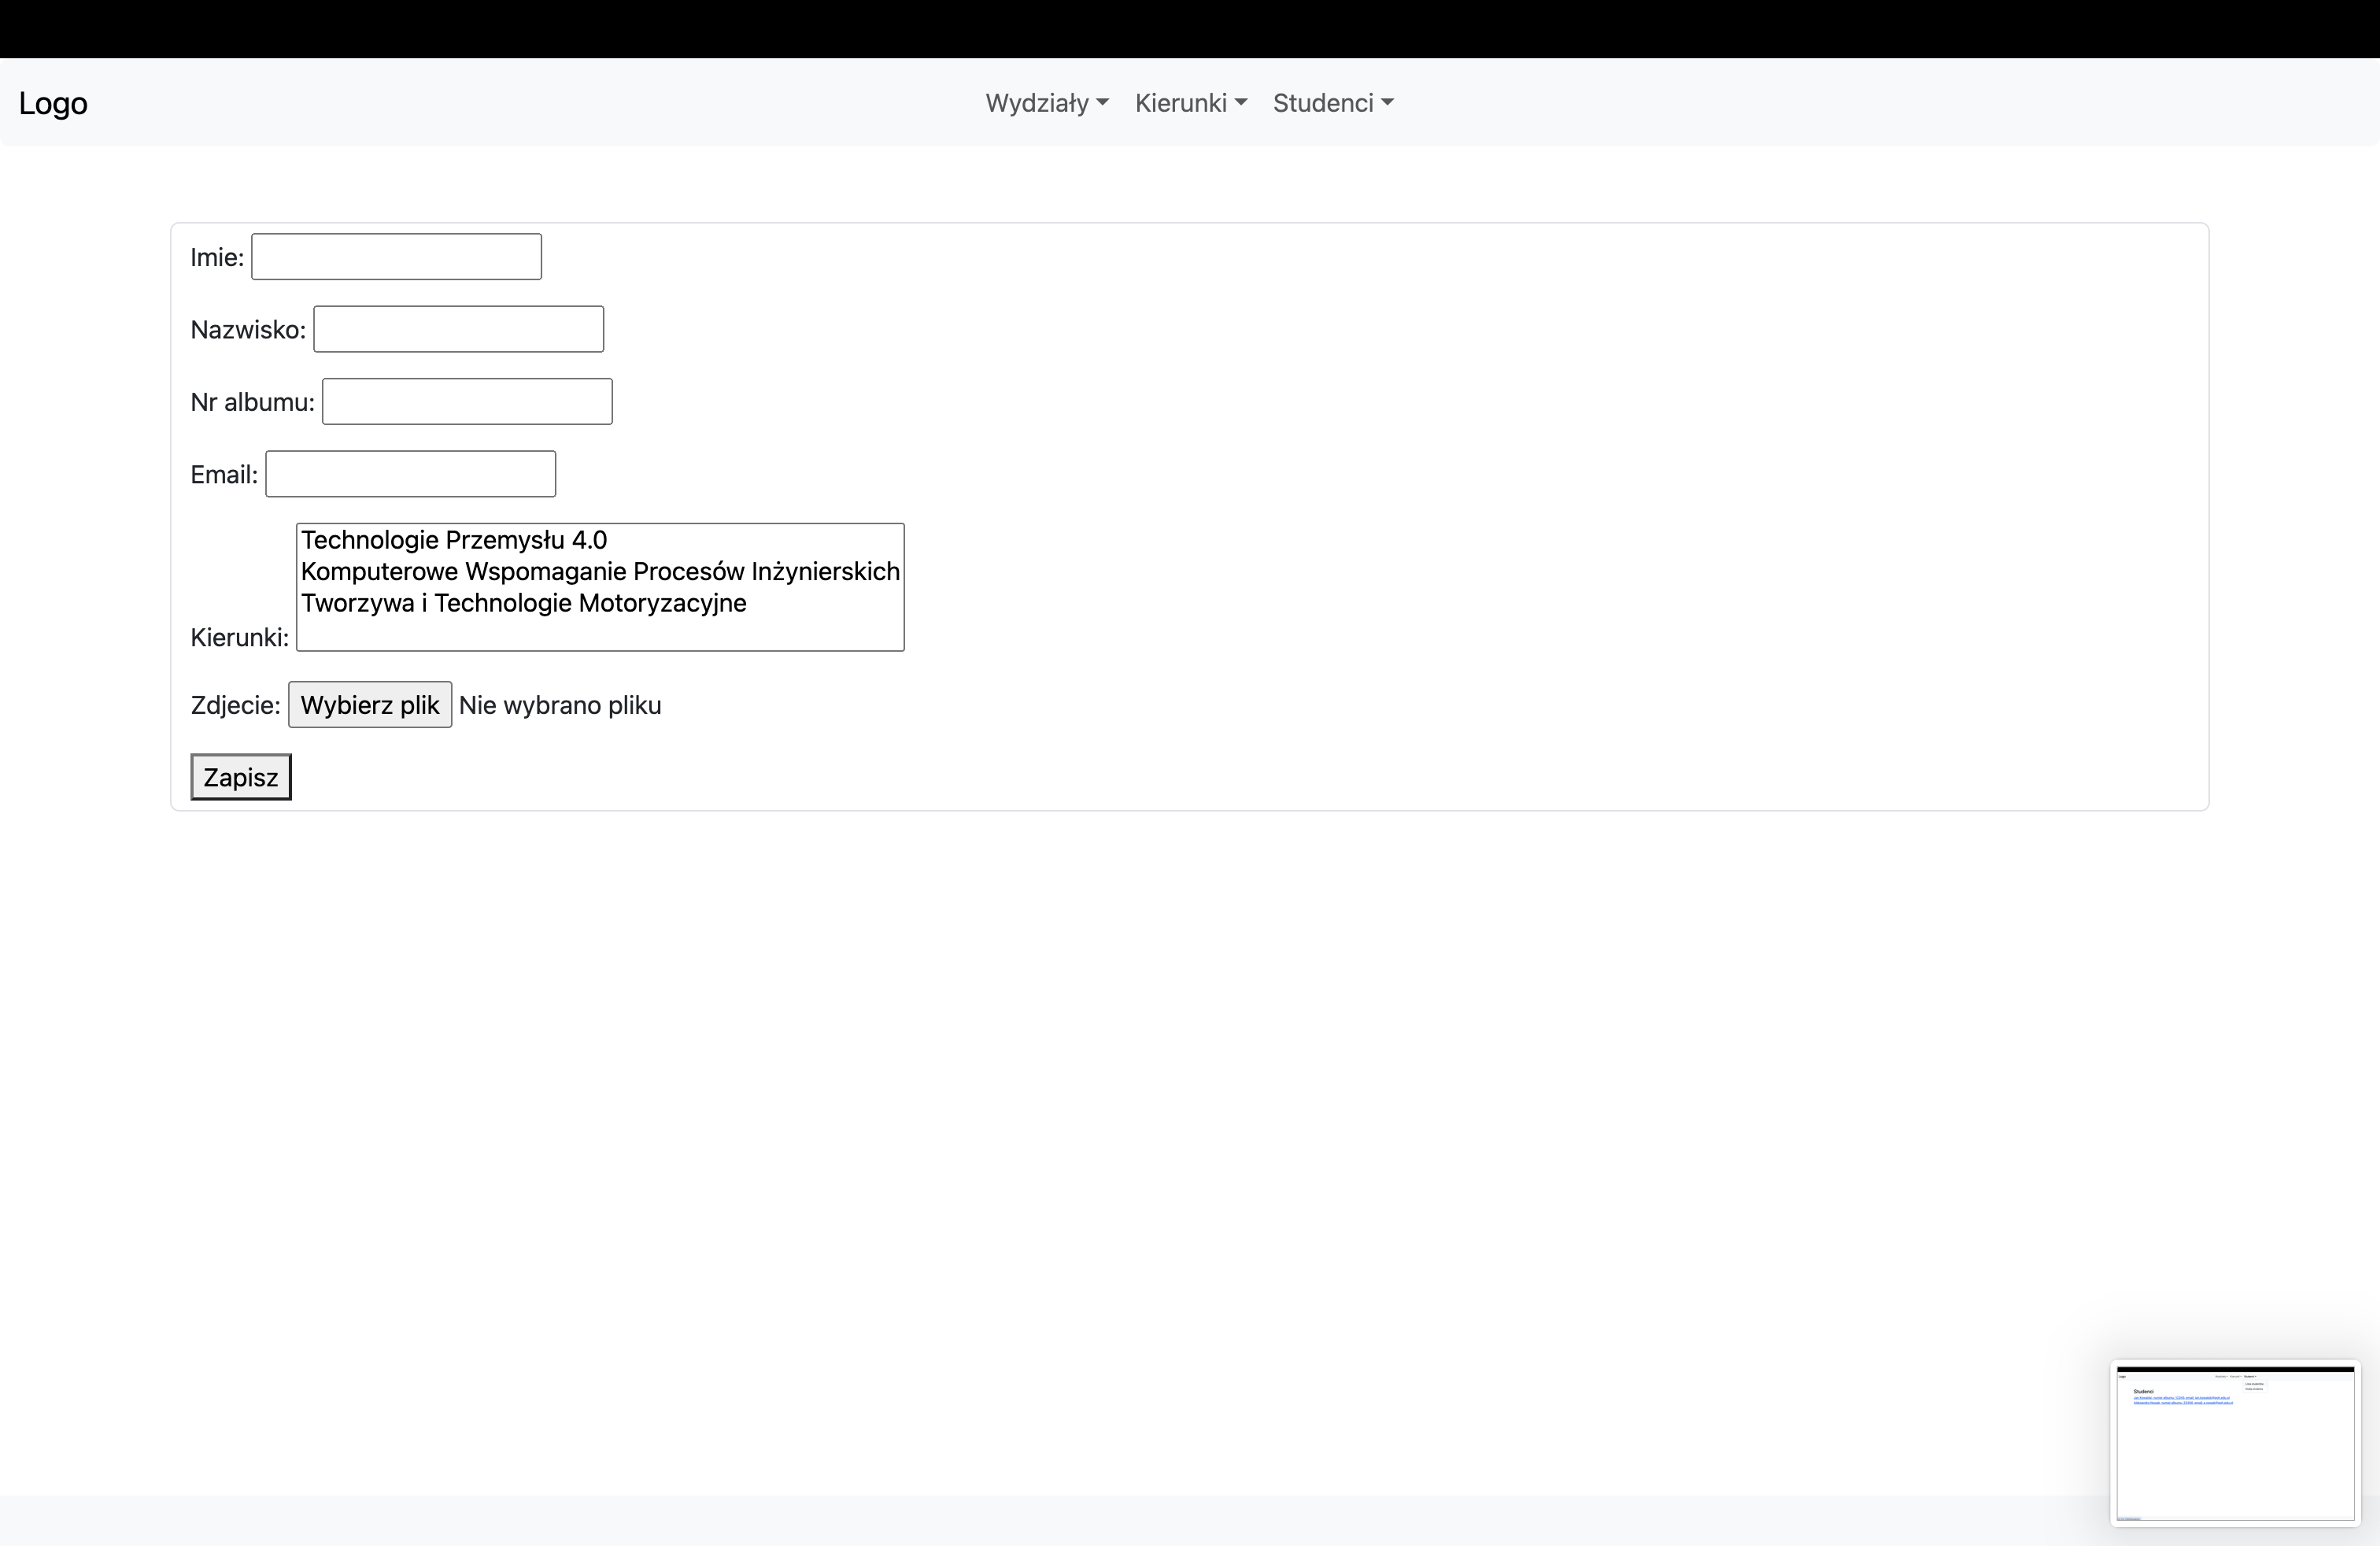 Logo
Wydziały Kierunki Studenci
Imie:
Nazwisko:
Nr albumu:
Email:
Technologie Przemysłu 4.0
Komputerowe Wspomaganie Procesów Inżynierskich
Tworzywa i Technologie Motoryzacyjne
Kierunki:
Zdjecie: Wybierz plik Nie wybrano pliku
Zapisz
Studenci